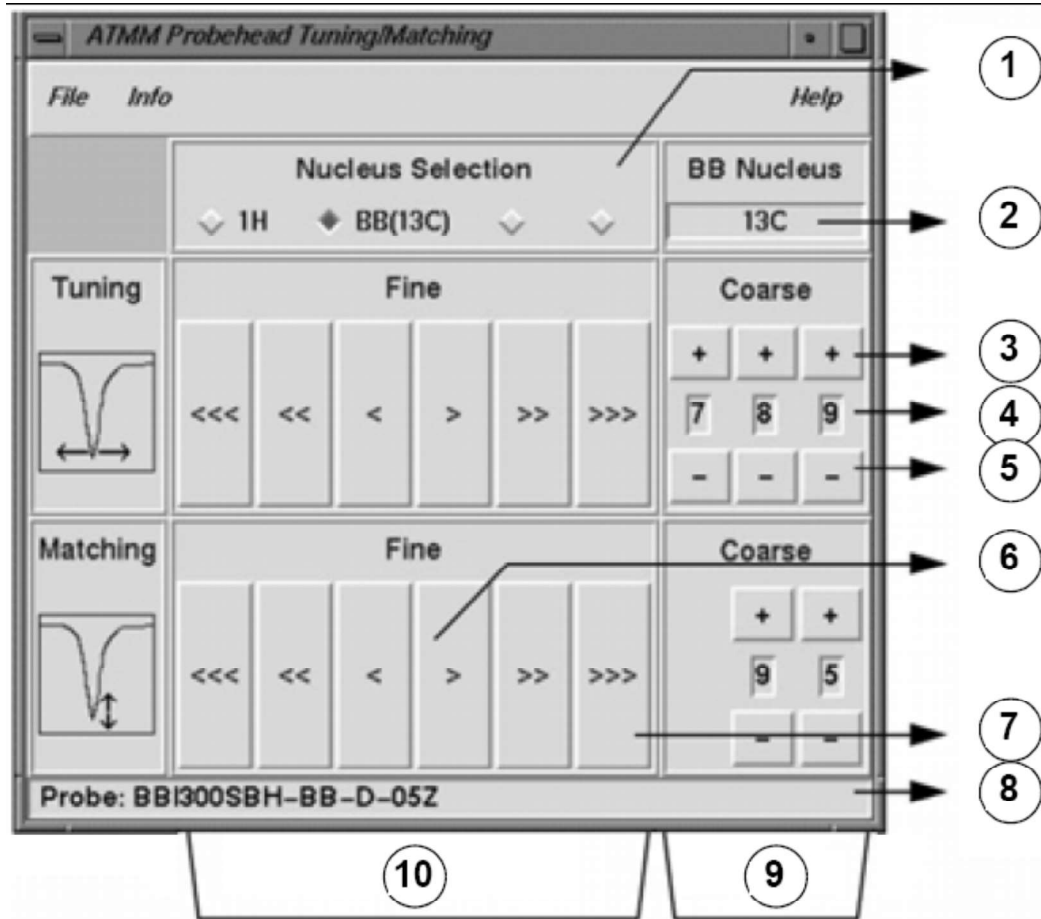 ATMM Probehead Tuning/Matching
File Info Help
1
Nucleus Selection BB Nucleus
1H BB(13C) 13C
2
Tuning Fine Coarse
+ + +
3
<<< << < > >> >>> 7 8 9
4
- - -
5
Matching Fine Coarse
6
+ +
<<< << < > >> >>> 9 5
- -
7
Probe: BBI300SBH-BB-D-05Z
8
10 9